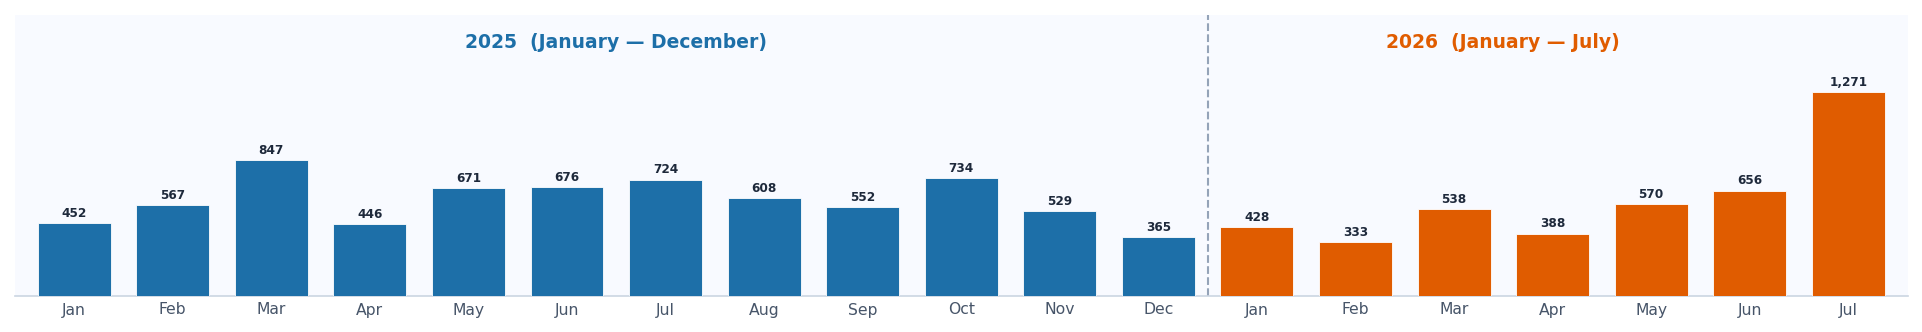 2025  (January — December)
2026  (January — July)
452
567
847
446
671
676
724
608
552
734
529
365
428
333
538
388
570
656
1,271
Jan
Feb
Mar
Apr
May
Jun
Jul
Aug
Sep
Oct
Nov
Dec
Jan
Feb
Mar
Apr
May
Jun
Jul